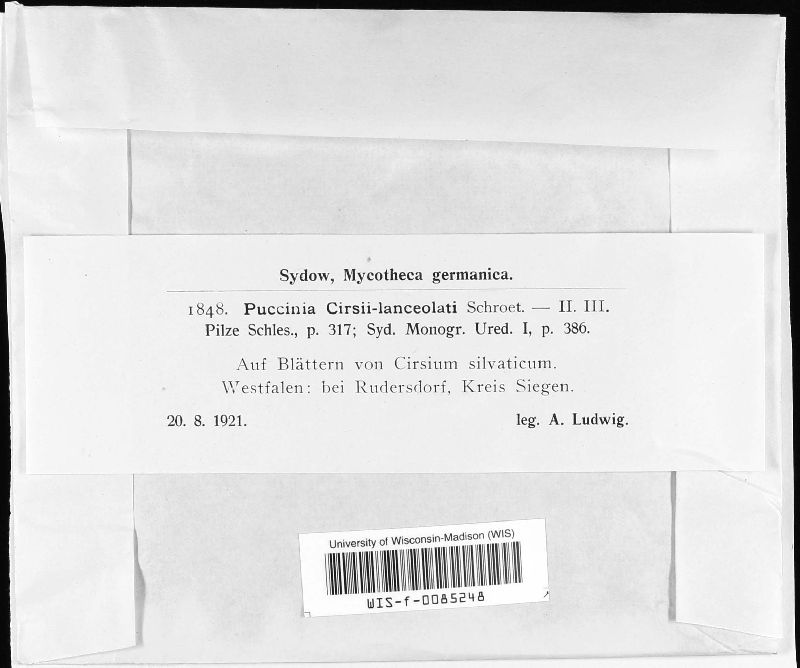 Sydow, Mycotheca germanica.
1848. Puccinia Cirsii-lanceolati Schroet. — II. III.
Pilze Schles., p. 317; Syd. Monogr. Ured. I, p. 386.
Auf Blättern von Cirsium silvaticum.
Westfalen: bei Rudersdorf, Kreis Siegen.
20. 8. 1921. leg. A. Ludwig.
University of Wisconsin-Madison (WIS)
WIS-f-0085248